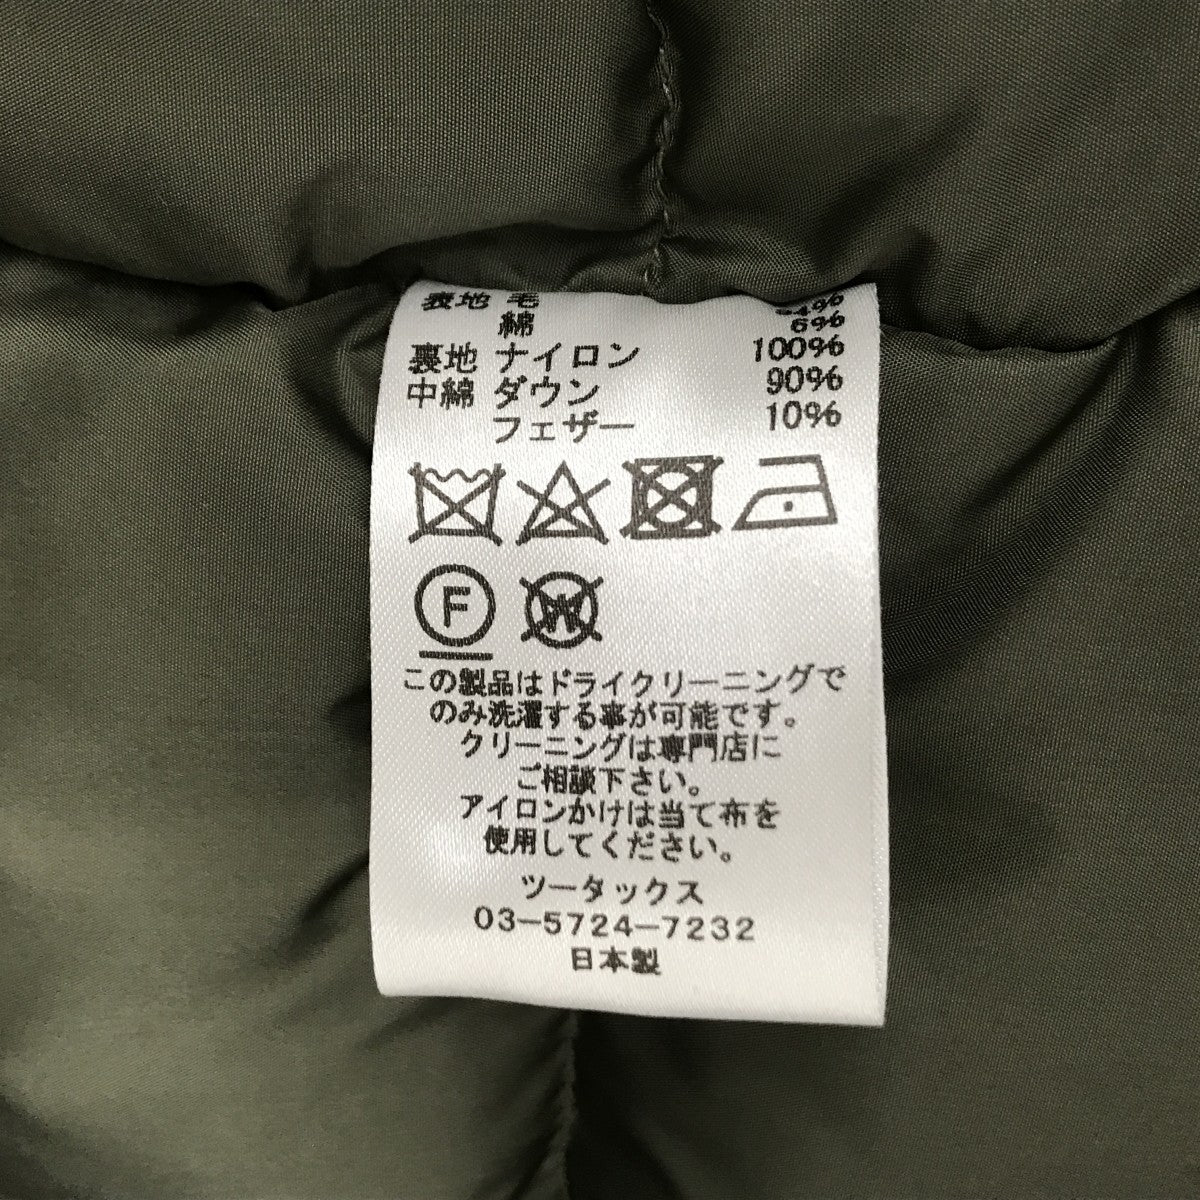 表地 毛 94%
綿 6%
裏地 ナイロン 100%
中綿 ダウン 90%
フェザー 10%
F W
この製品はドライクリーニングで
のみ洗濯する事が可能です。
クリーニングは専門店に
ご相談下さい。
アイロンかけは当て布を
使用してください。
ツータックス
03-5724-7232
日本製